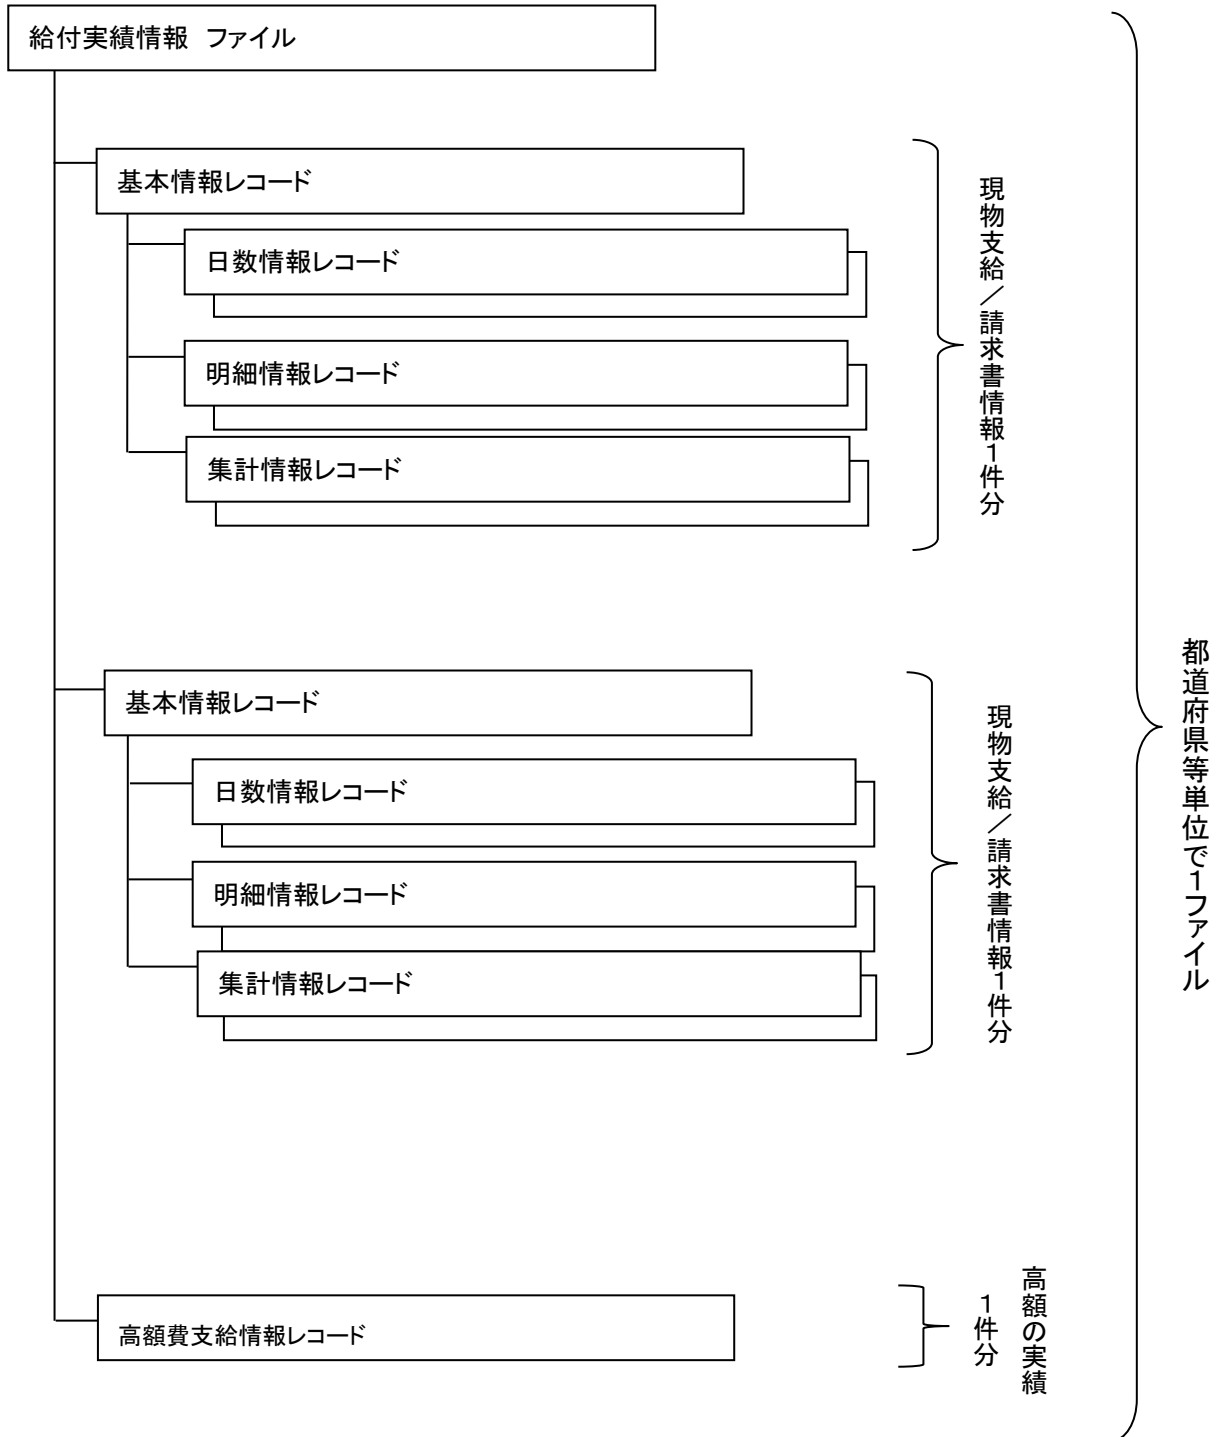 給付実績情報　ファイル
基本情報レコード
日数情報レコード
明細情報レコード
集計情報レコード
現物支給／請求書情報１件分
基本情報レコード
日数情報レコード
明細情報レコード
集計情報レコード
現物支給／請求書情報１件分
高額費支給情報レコード
高額の実績
１件分
都道府県等単位で１ファイル